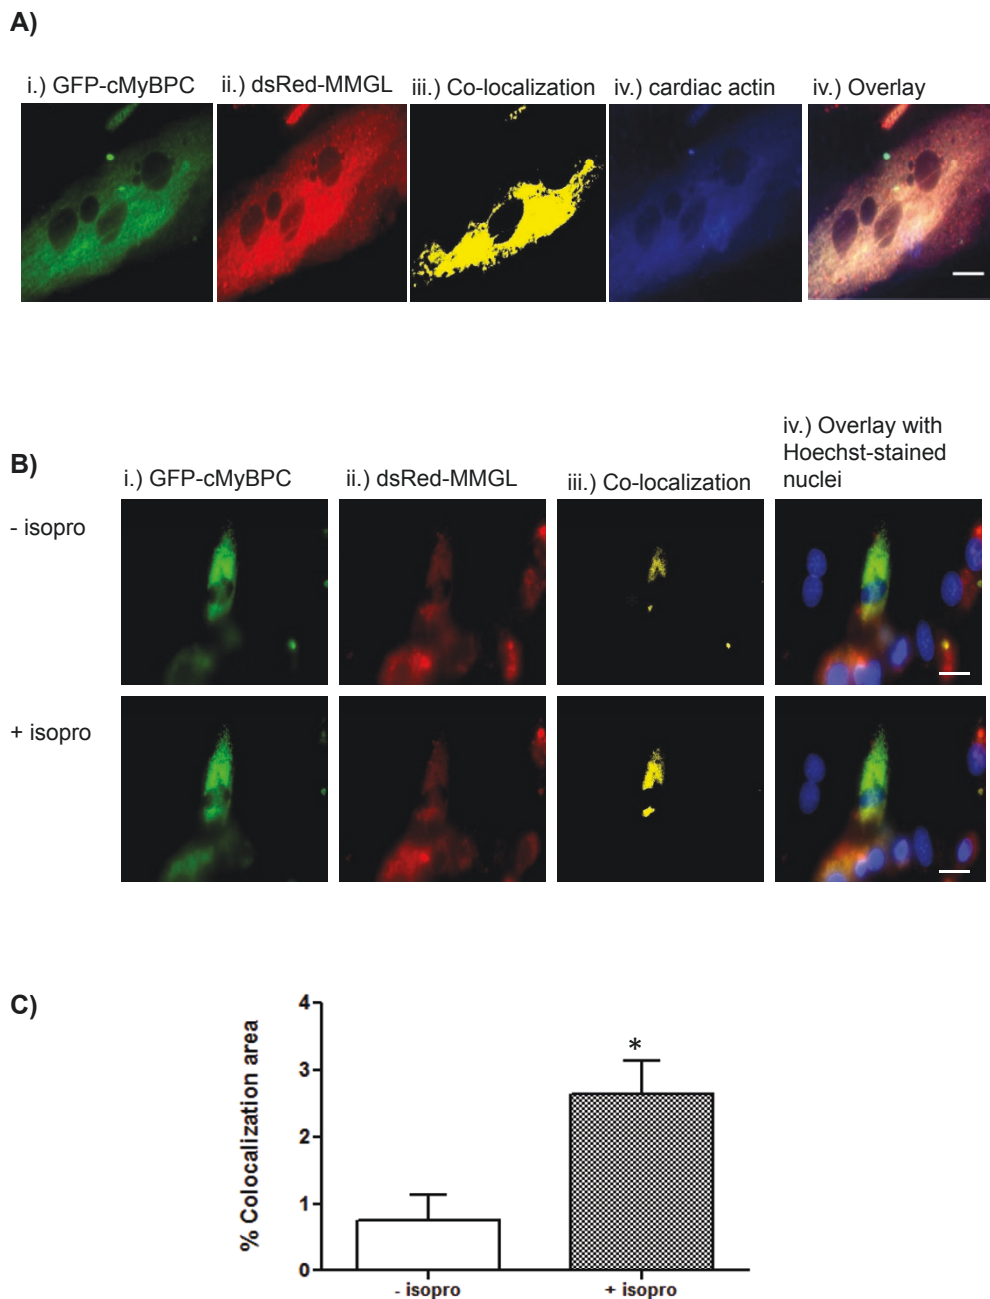 A)
i.) GFP-cMyBPC
ii.) dsRed-MMGL
iii.) Co-localization
iv.) cardiac actin
iv.) Overlay
B)
i.) GFP-cMyBPC
ii.) dsRed-MMGL
iii.) Co-localization
iv.) Overlay with
Hoechst-stained
nuclei
- isopro
+ isopro
C)
% Colocalization area
4
3
2
1
0
*
- isopro
+ isopro